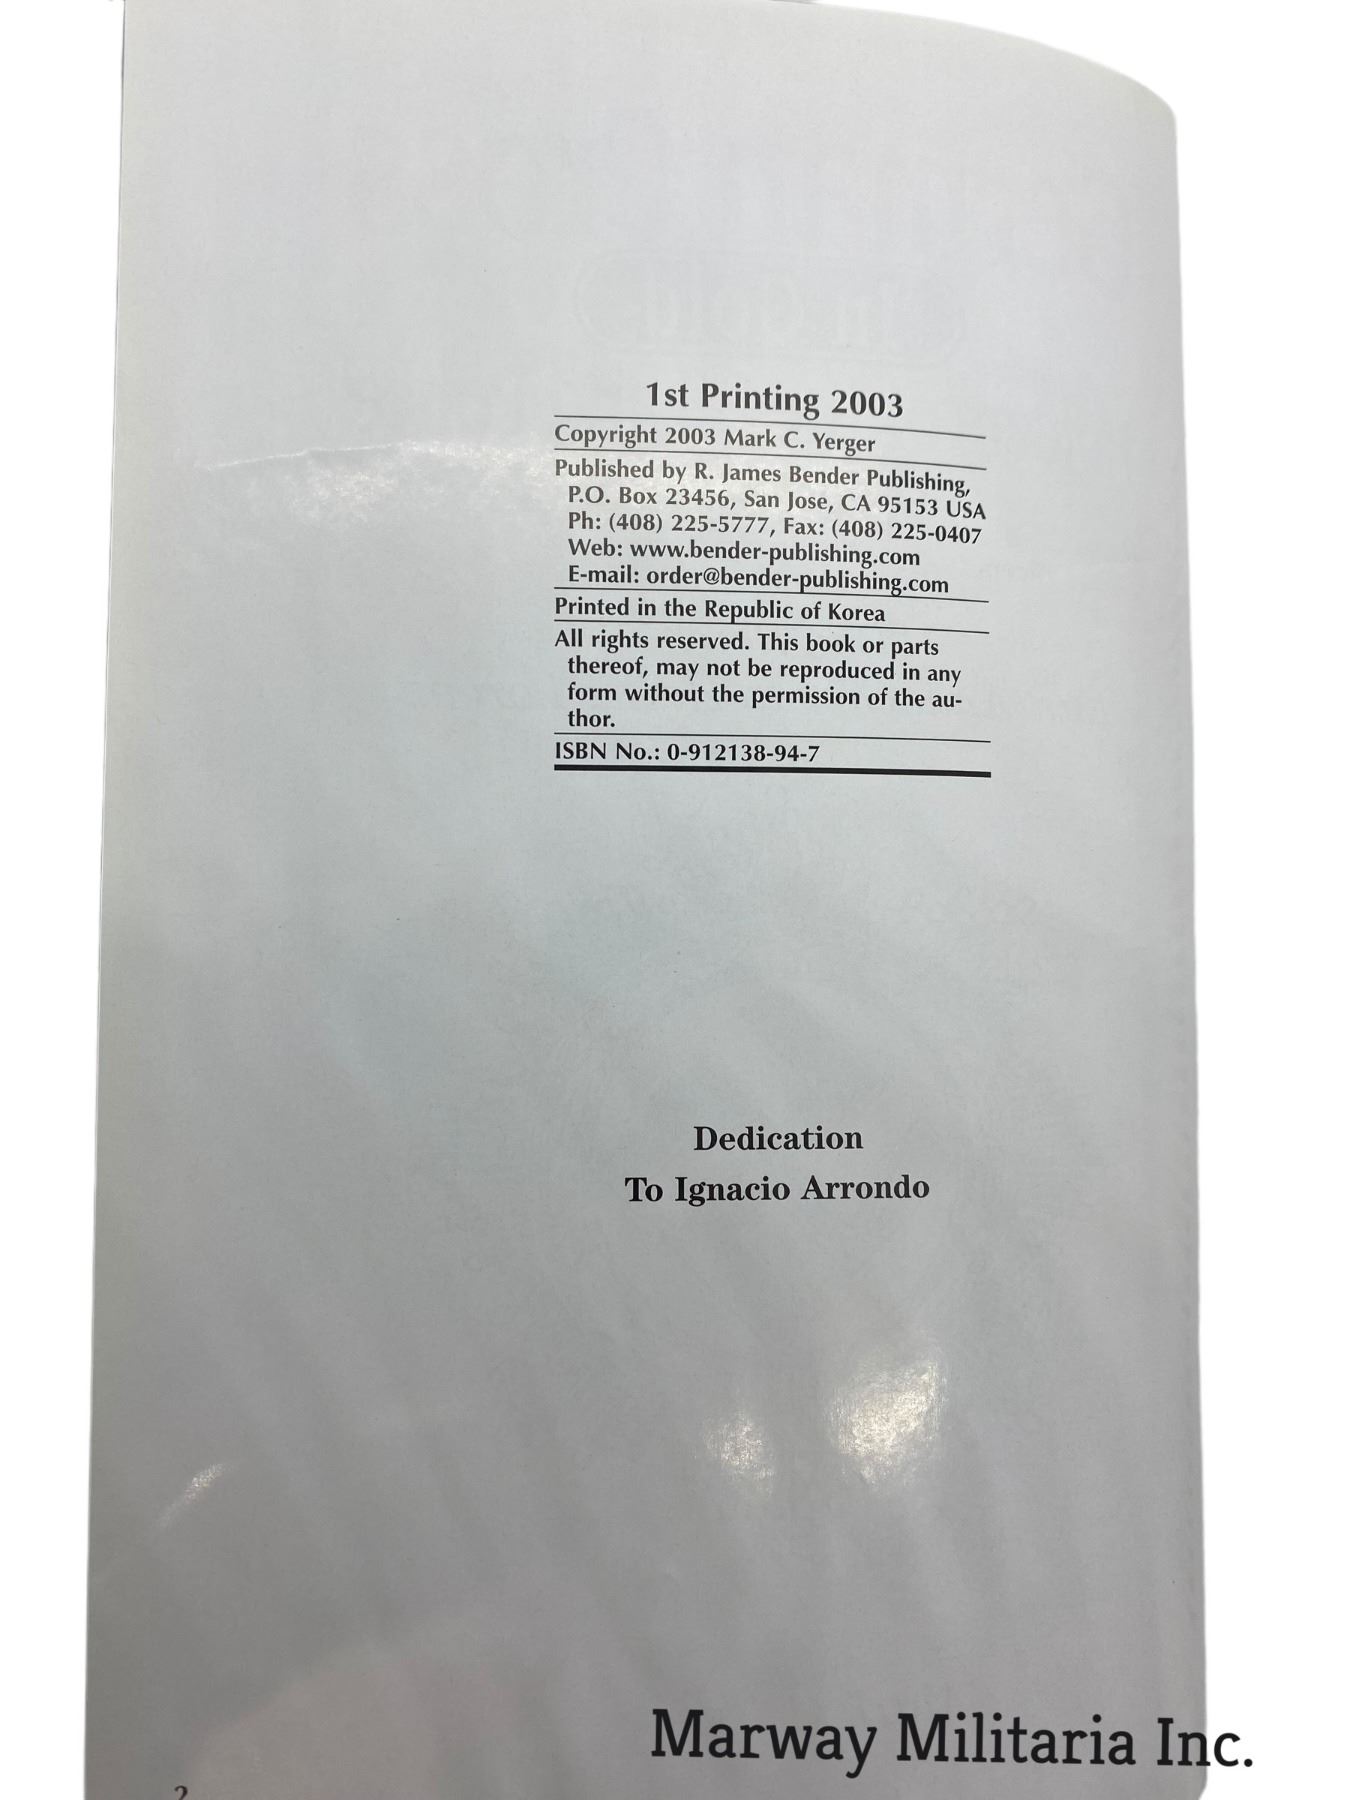 1st Printing 2003
Copyright 2003 Mark C. Yerger
Published by R. James Bender Publishing,
P.O. Box 23456, San Jose, CA 95153 USA
Ph: (408) 225-5777, Fax: (408) 225-0407
Web: www.bender-publishing.com
E-mail: order@bender-publishing.com
Printed in the Republic of Korea
All rights reserved. This book or parts
thereof, may not be reproduced in any
form without the permission of the au-
thor.
ISBN No.: 0-912138-94-7
Dedication
To Ignacio Arrondo
Marway Militaria Inc.
2